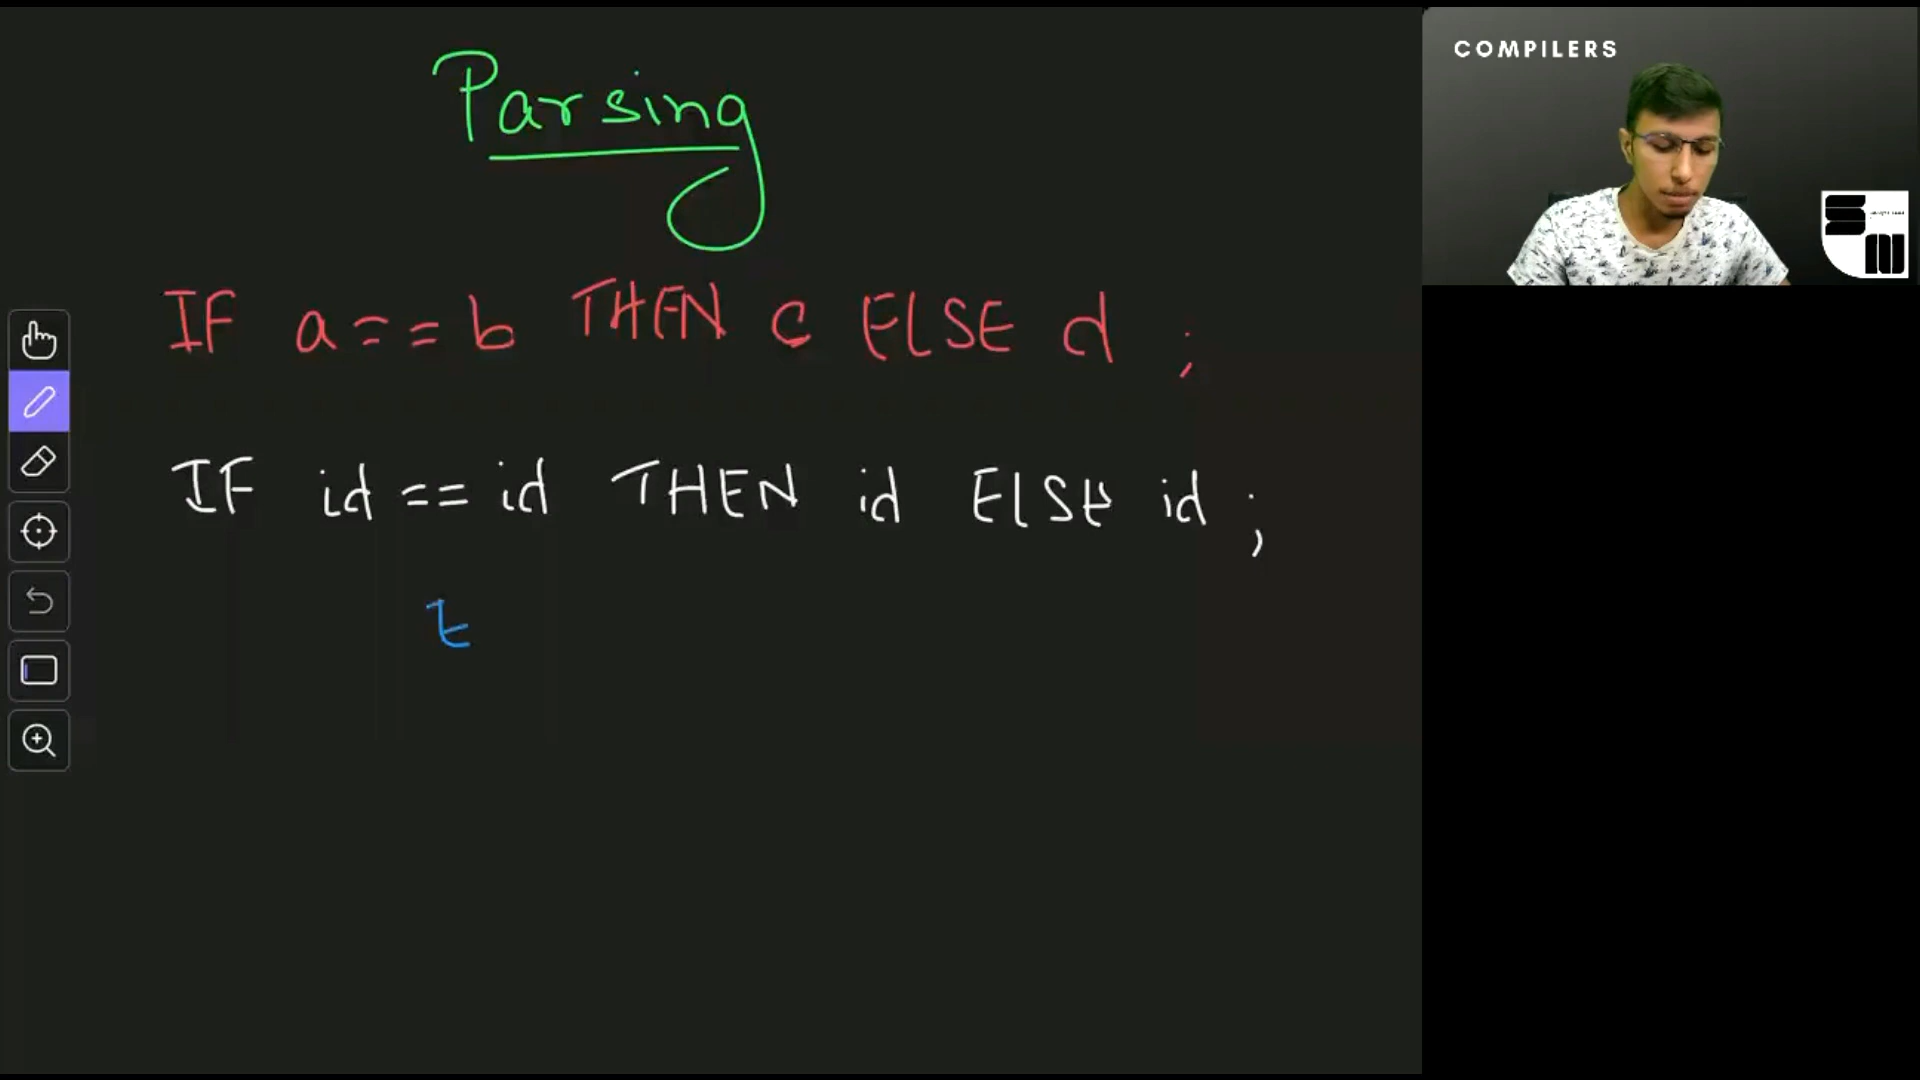 COMPILERS
Parsing
IF a == b THEN c ELSE d ;
IF id == id THEN id ELSE id ;
t